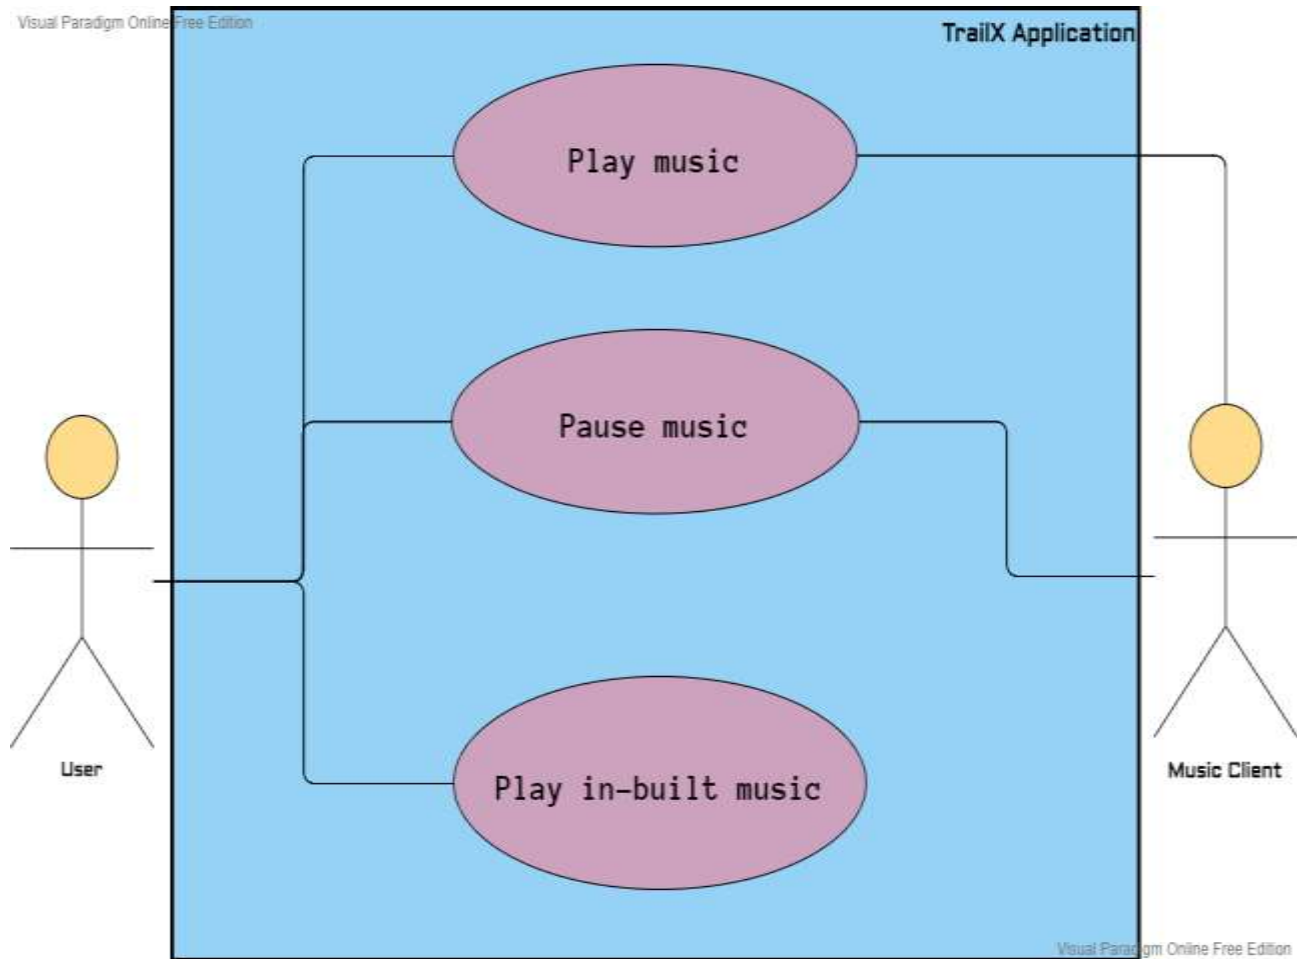 Visual Paradigm Online Free Edition
TrailX Application
Play music
Pause music
Play in-built music
User
Music Client
Visual Paradigm Online Free Edition